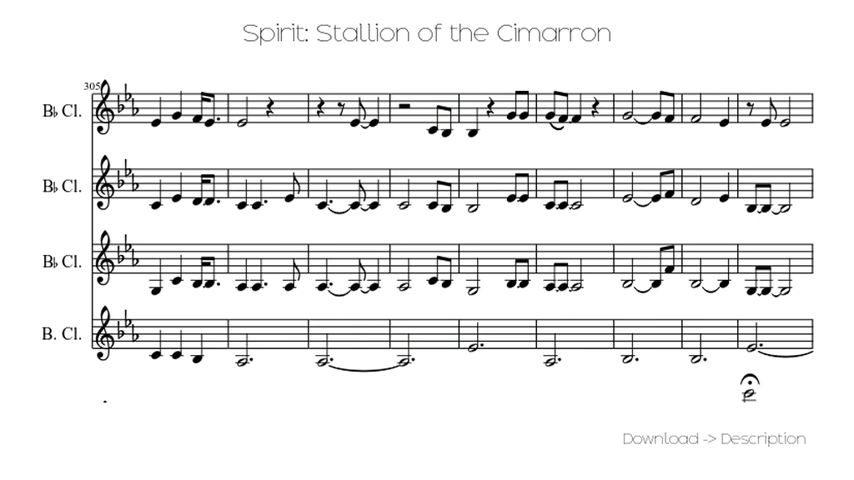 Spirit: Stallion of the Cimarron
305
B♭ Cl.
B♭ Cl.
B♭ Cl.
B. Cl.
Download -> Description